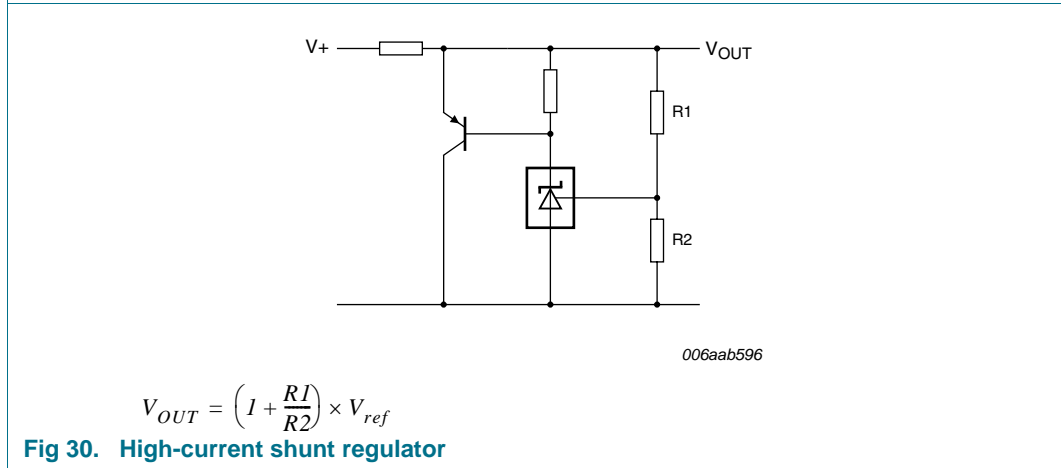 V+
VOUT
R1
R2
006aab596
VOUT = (1 + R1/R2) × Vref
Fig 30. High-current shunt regulator